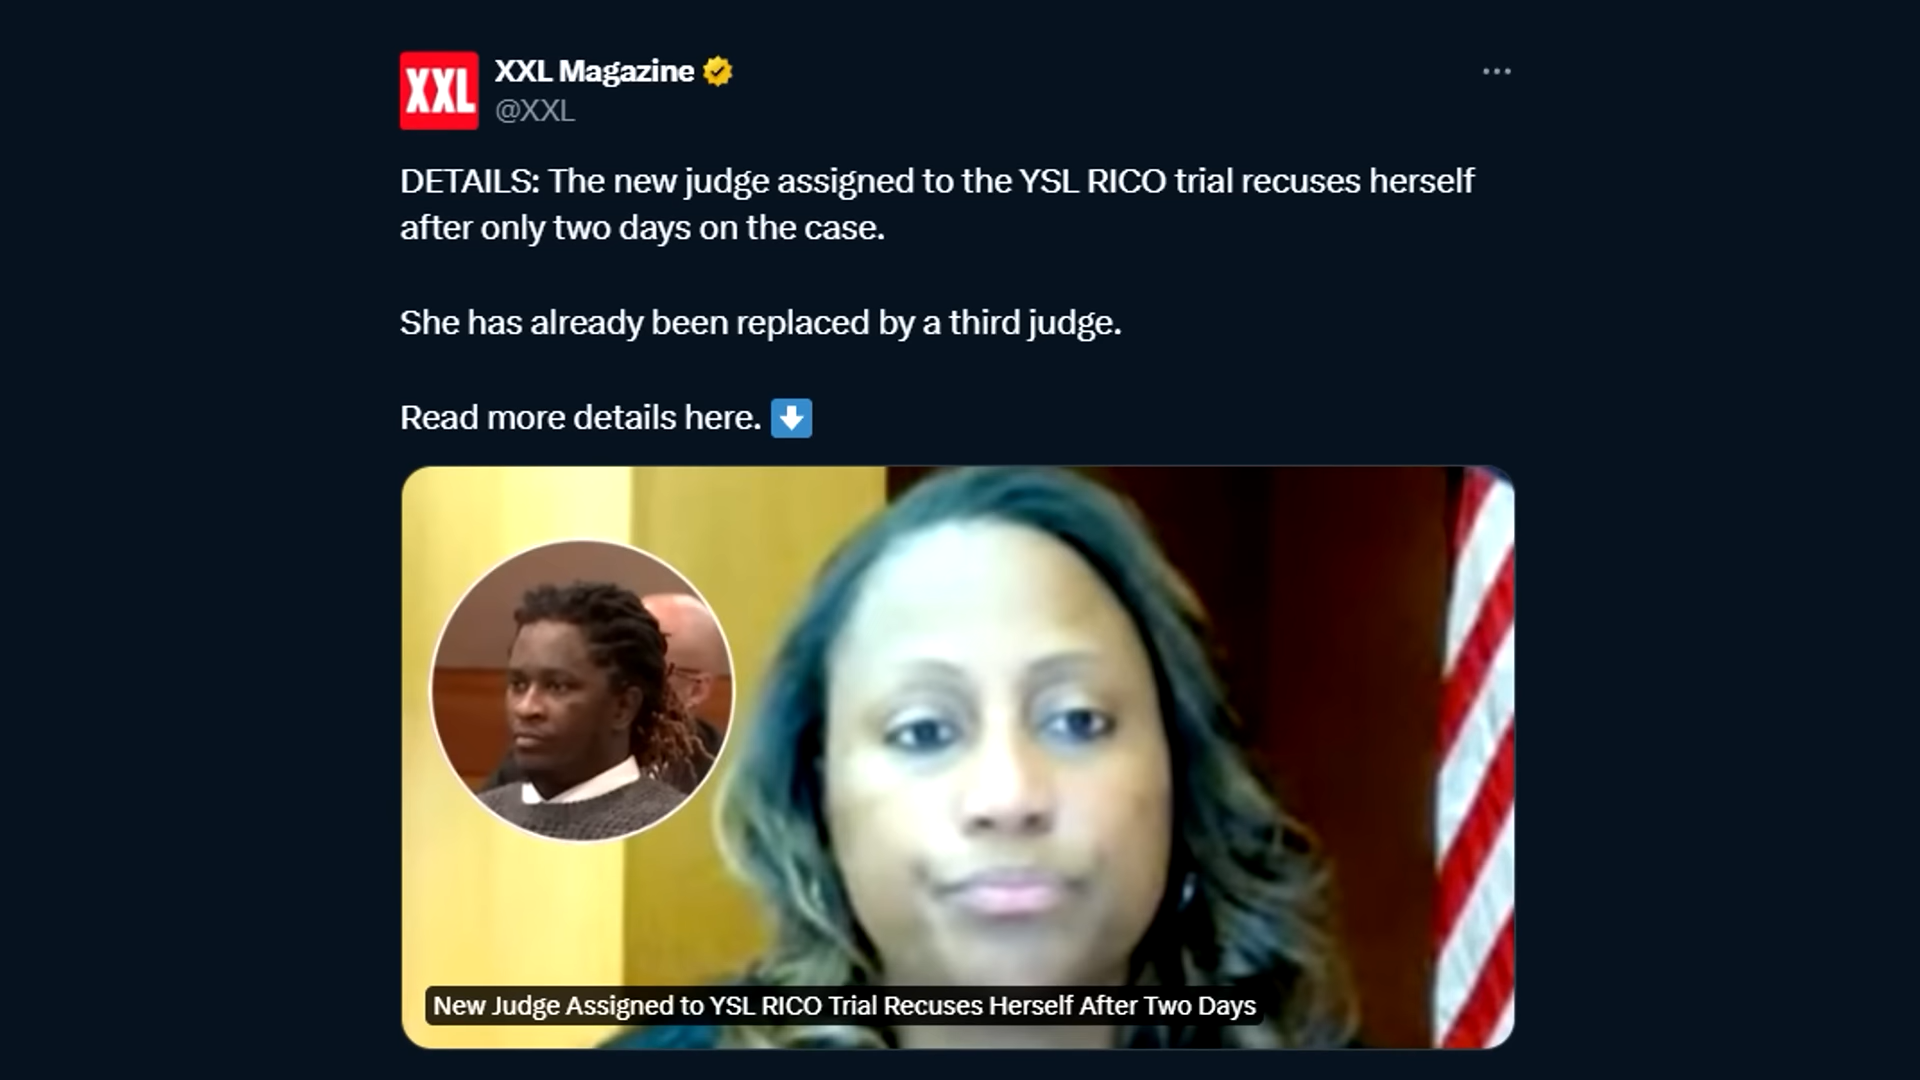 XXL
XXL Magazine
@XXL
DETAILS: The new judge assigned to the YSL RICO trial recuses herself
after only two days on the case.
She has already been replaced by a third judge.
Read more details here. ⬇️
New Judge Assigned to YSL RICO Trial Recuses Herself After Two Days